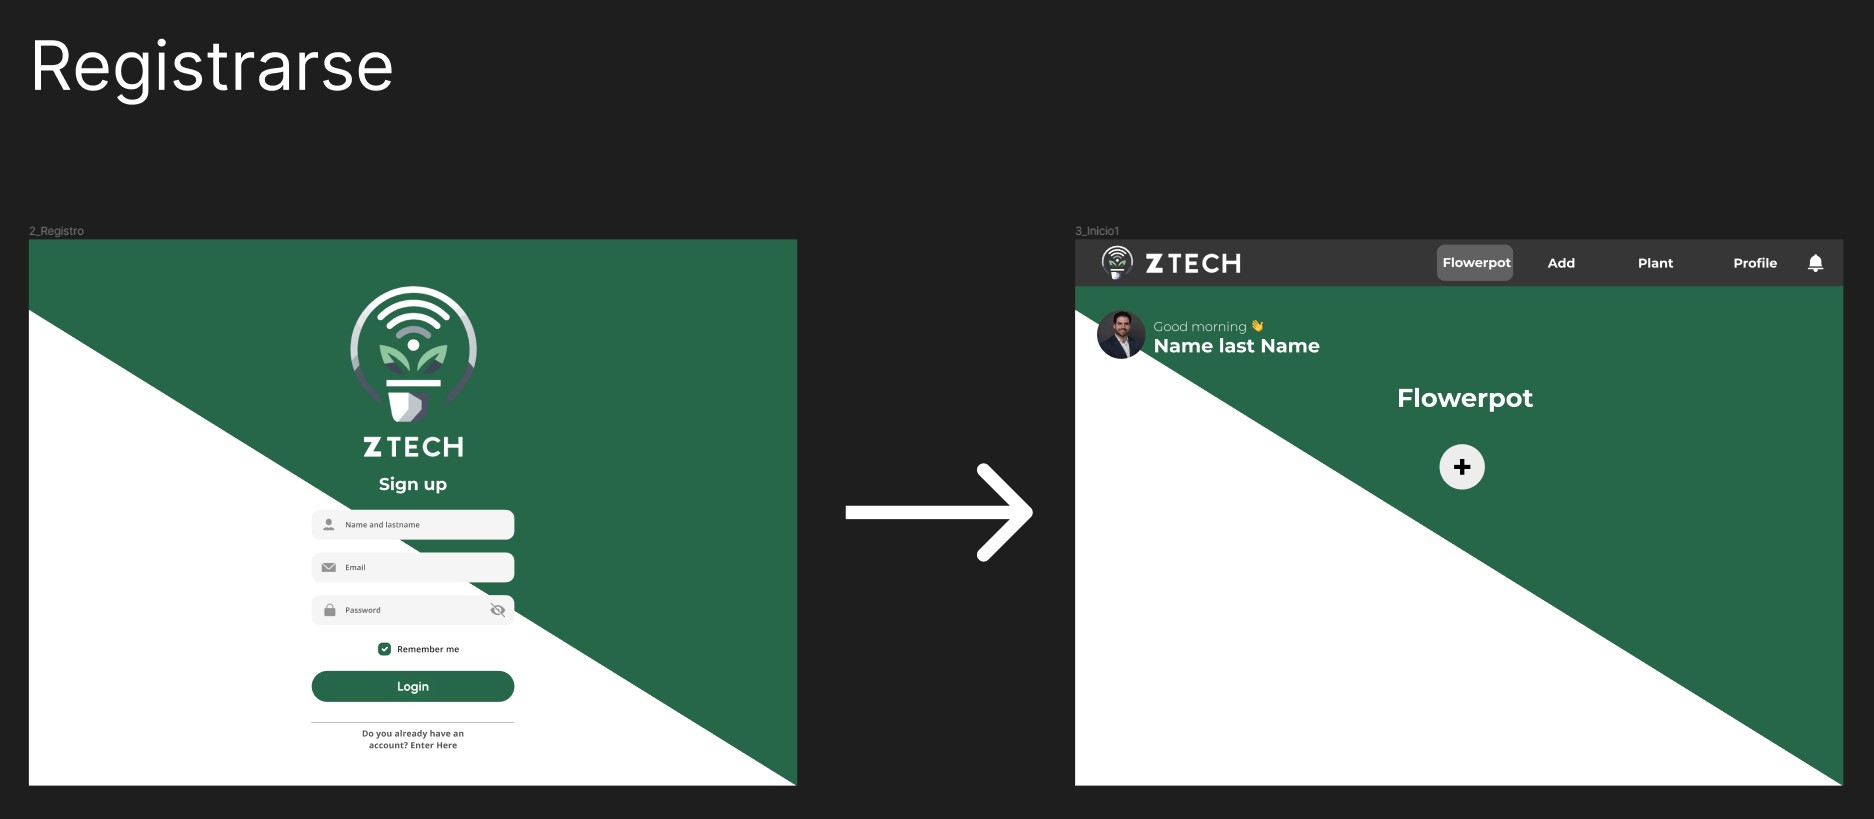 Registrarse
2_Registro
ZTECH
Sign up
Name and lastname
Email
Password
Remember me
Login
Do you already have an
account? Enter Here
3_Inicio1
ZTECH
Flowerpot
Add
Plant
Profile
Good morning 👋
Name last Name
Flowerpot